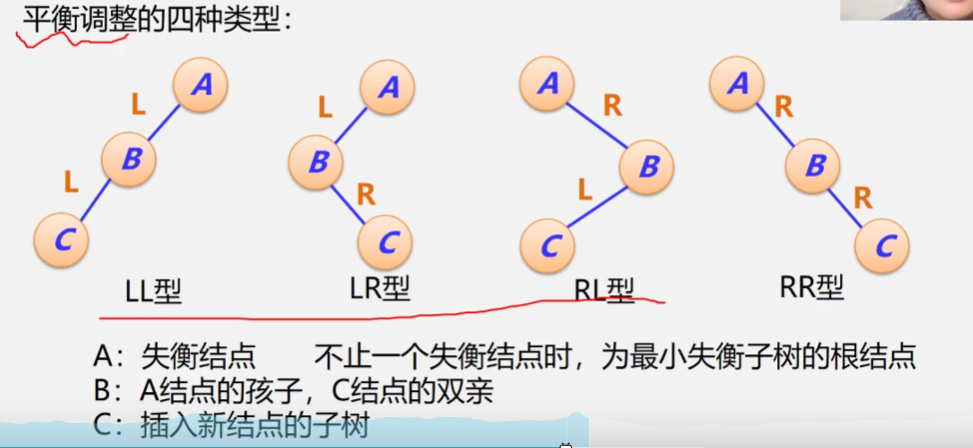 平衡调整的四种类型：
A A A A
L L R R
B B B B
L R L R
C C C C
LL型 LR型 RL型 RR型
A：失衡结点 不止一个失衡结点时，为最小失衡子树的根结点
B：A结点的孩子，C结点的双亲
C：插入新结点的子树